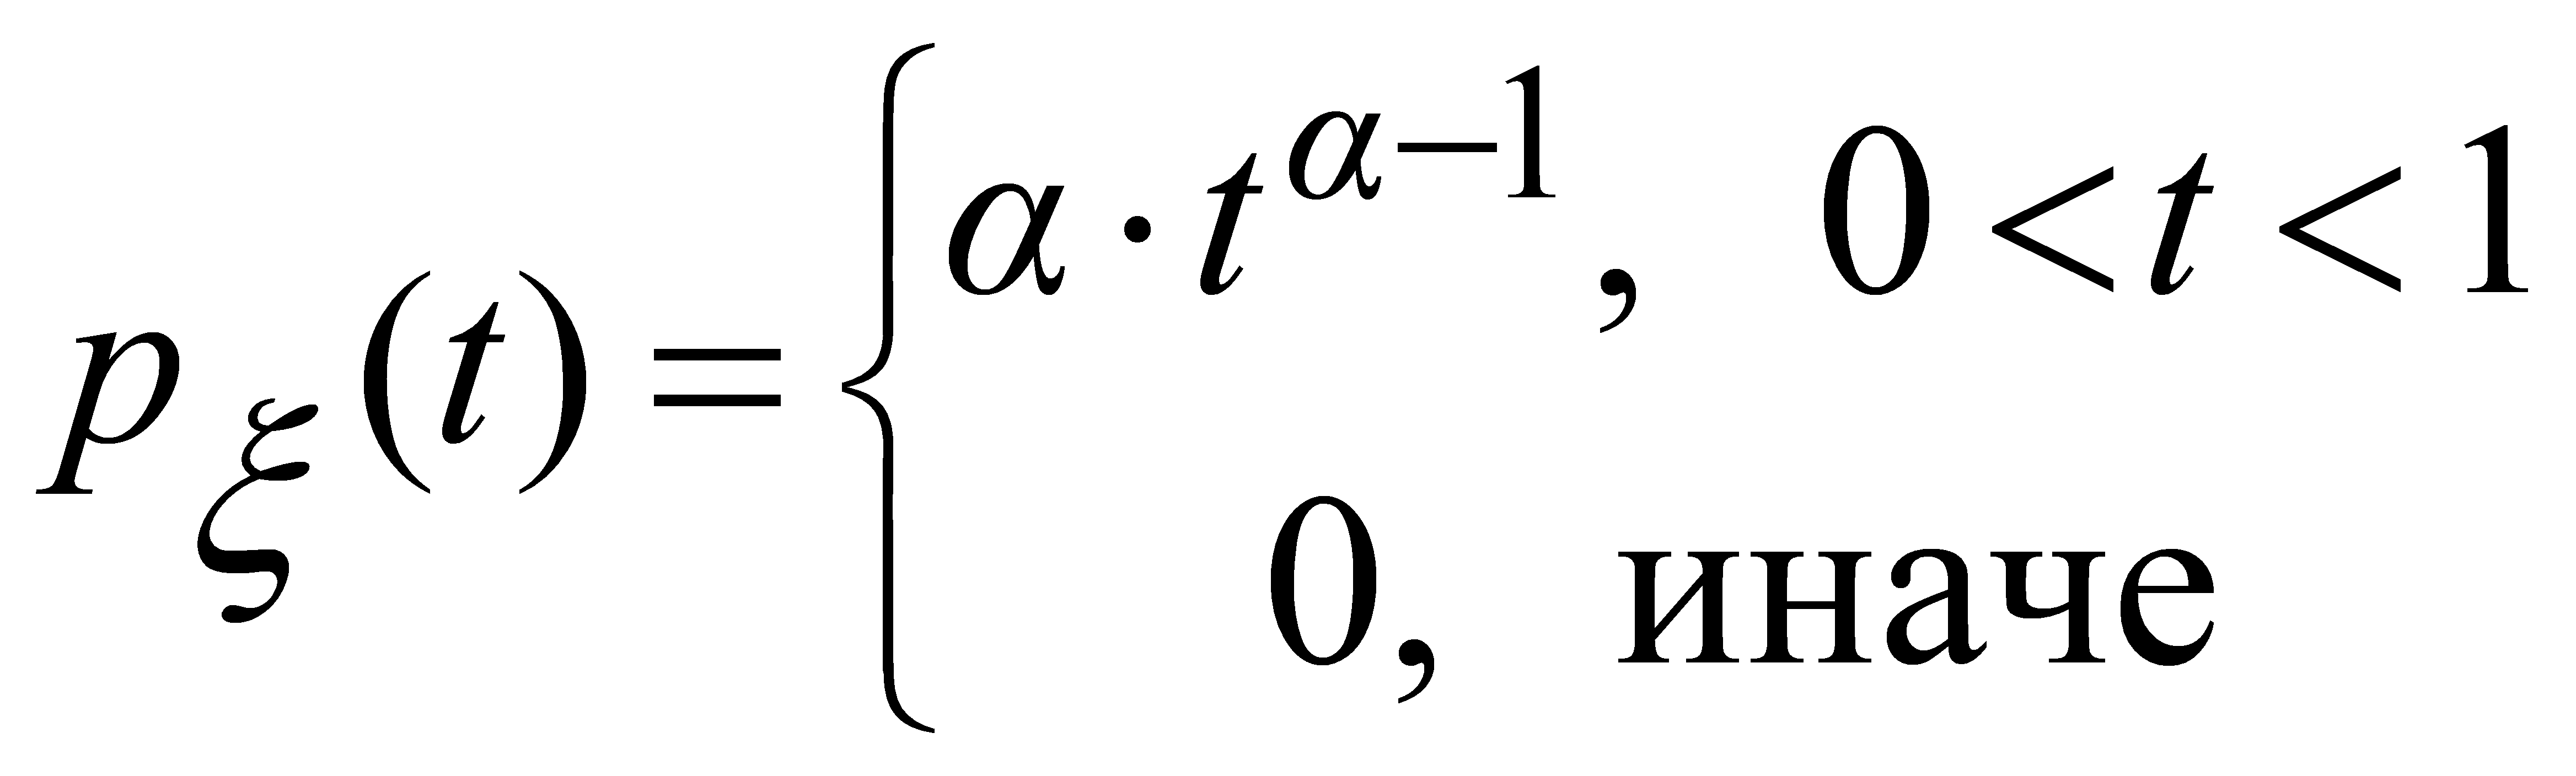 p_ξ(t) = { α · t^{α−1}, 0 < t < 1
0, иначе